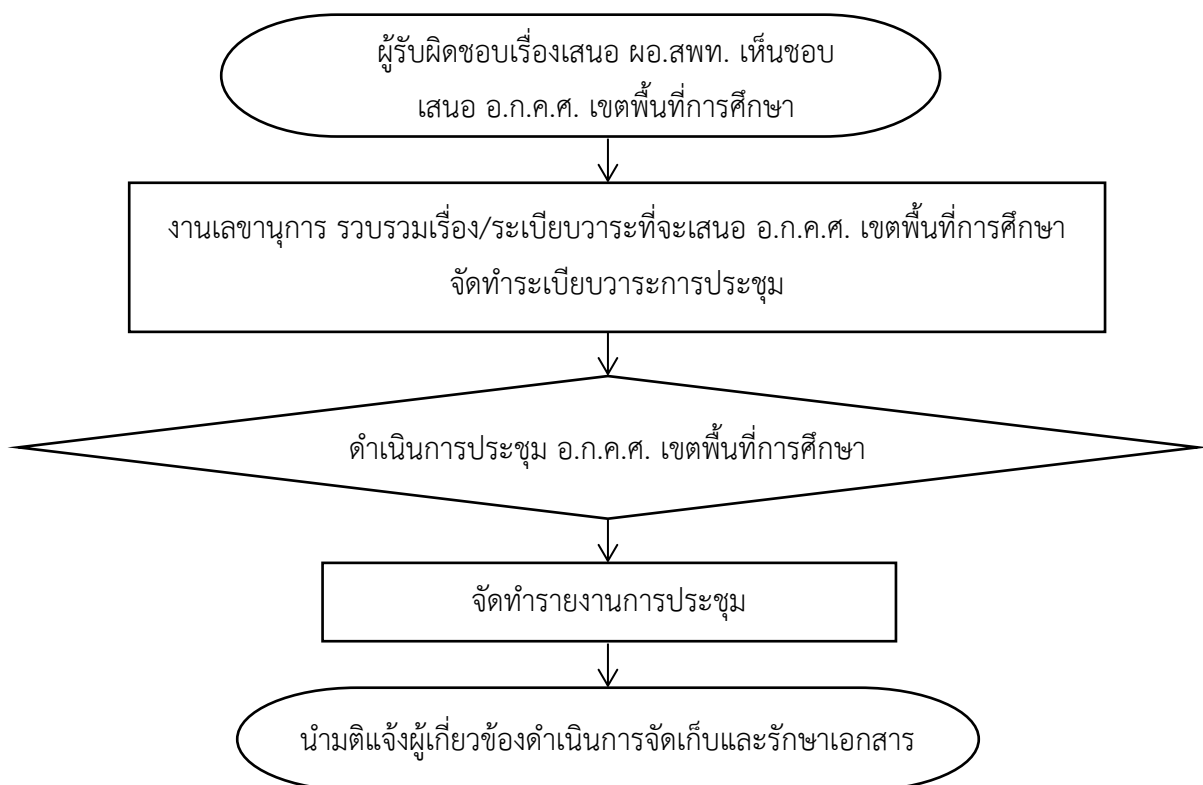 ผู้รับผิดชอบเรื่องเสนอ ผอ.สพท. เห็นชอบ
เสนอ อ.ก.ค.ศ. เขตพื้นที่การศึกษา
งานเลขานุการ รวบรวมเรื่อง/ระเบียบวาระที่จะเสนอ อ.ก.ค.ศ. เขตพื้นที่การศึกษา
จัดทำระเบียบวาระการประชุม
ดำเนินการประชุม อ.ก.ค.ศ. เขตพื้นที่การศึกษา
จัดทำรายงานการประชุม
นำมติแจ้งผู้เกี่ยวข้องดำเนินการจัดเก็บและรักษาเอกสาร